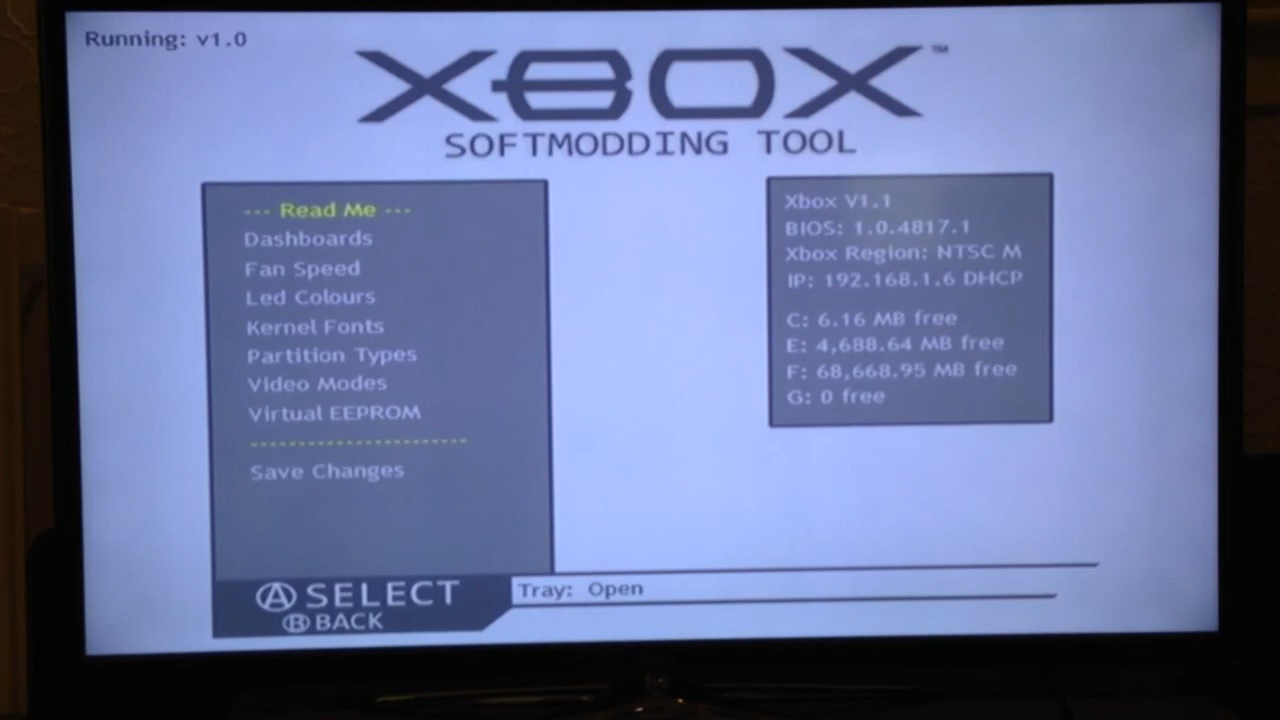 Running: v1.0
XBOX™
SOFTMODDING TOOL
--- Read Me ---
Dashboards
Fan Speed
Led Colours
Kernel Fonts
Partition Types
Video Modes
Virtual EEPROM
-----------------------
Save Changes
Xbox V1.1
BIOS: 1.0.4817.1
Xbox Region: NTSC M
IP: 192.168.1.6 DHCP
C: 6.16 MB free
E: 4,688.64 MB free
F: 68,668.95 MB free
G: 0 free
A SELECT
B BACK
Tray: Open